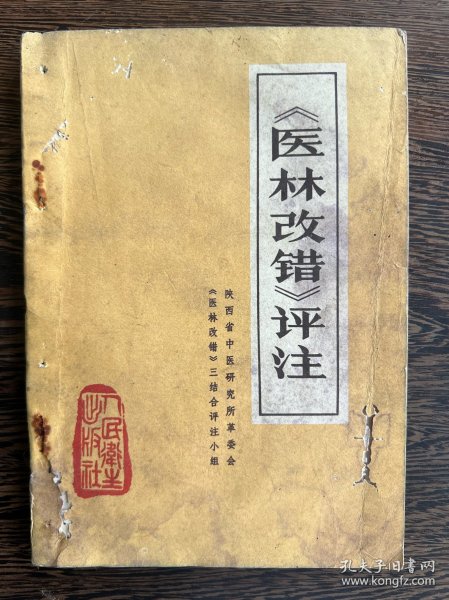 《医林改错》评注
陕西省中医研究所革委会
《医林改错》三结合评注小组
人民卫生
出版社
孔夫子旧书网
www.kongfz.com